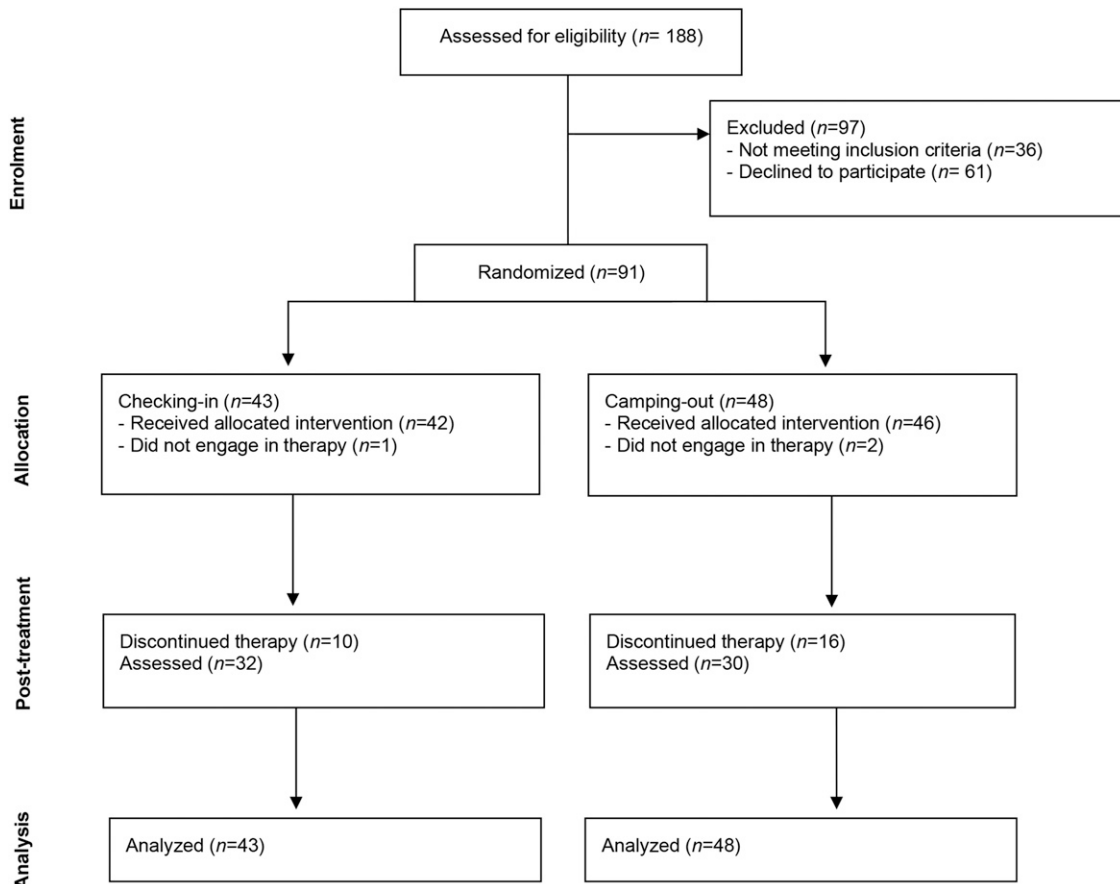 Assessed for eligibility (n= 188)
Enrolment
Excluded (n=97)
- Not meeting inclusion criteria (n=36)
- Declined to participate (n= 61)
Randomized (n=91)
Allocation
Checking-in (n=43)
- Received allocated intervention (n=42)
- Did not engage in therapy (n=1)
Camping-out (n=48)
- Received allocated intervention (n=46)
- Did not engage in therapy (n=2)
Post-treatment
Discontinued therapy (n=10)
Assessed (n=32)
Discontinued therapy (n=16)
Assessed (n=30)
Analysis
Analyzed (n=43)
Analyzed (n=48)